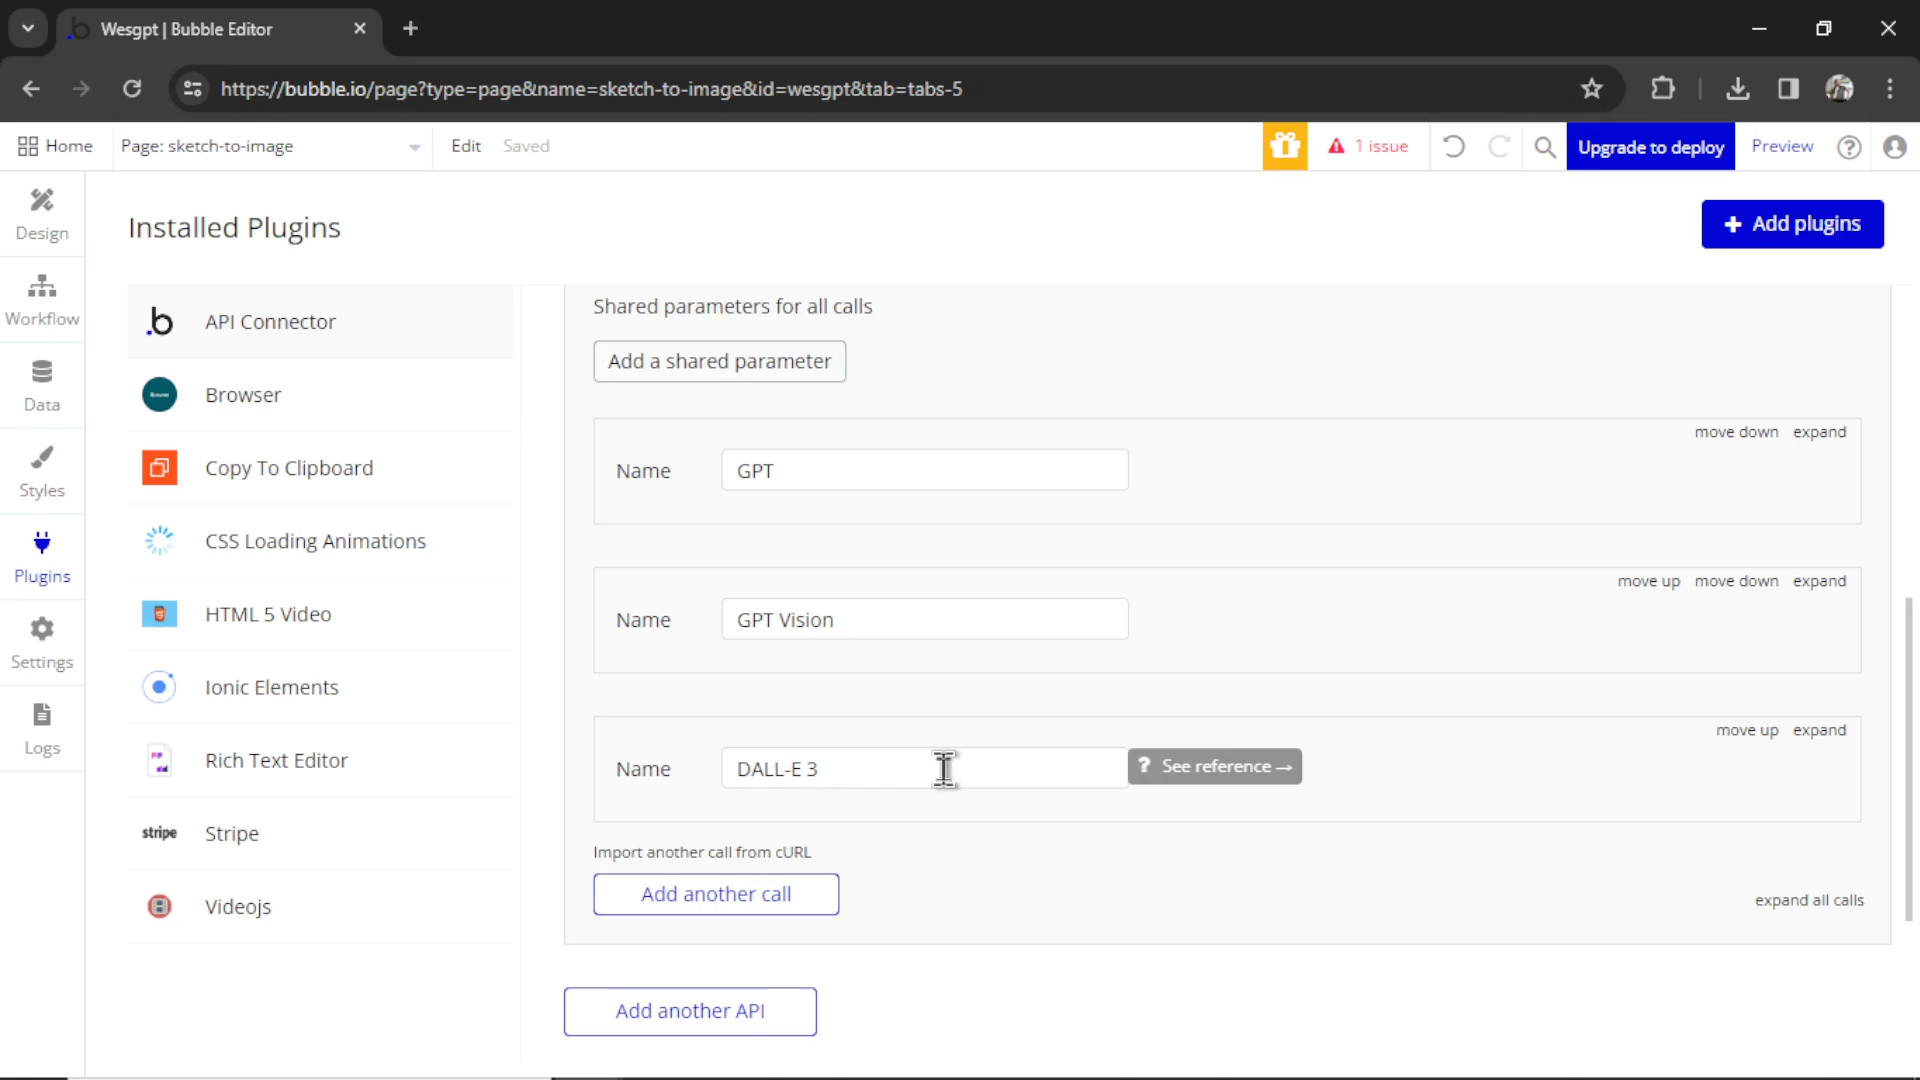 Wesgpt | Bubble Editor
https://bubble.io/page?type=page&name=sketch-to-image&id=wesgpt&tab=tabs-5
Home
Page: sketch-to-image
Edit
Saved
1 issue
Upgrade to deploy
Preview
Design
Workflow
Data
Styles
Plugins
Settings
Logs
Installed Plugins
Add plugins
API Connector
Browser
Copy To Clipboard
CSS Loading Animations
HTML 5 Video
Ionic Elements
Rich Text Editor
stripe Stripe
Videojs
Shared parameters for all calls
Add a shared parameter
move down expand
Name GPT
move up move down expand
Name GPT Vision
move up expand
Name DALL-E 3 ? See reference →
Import another call from cURL
Add another call
expand all calls
Add another API